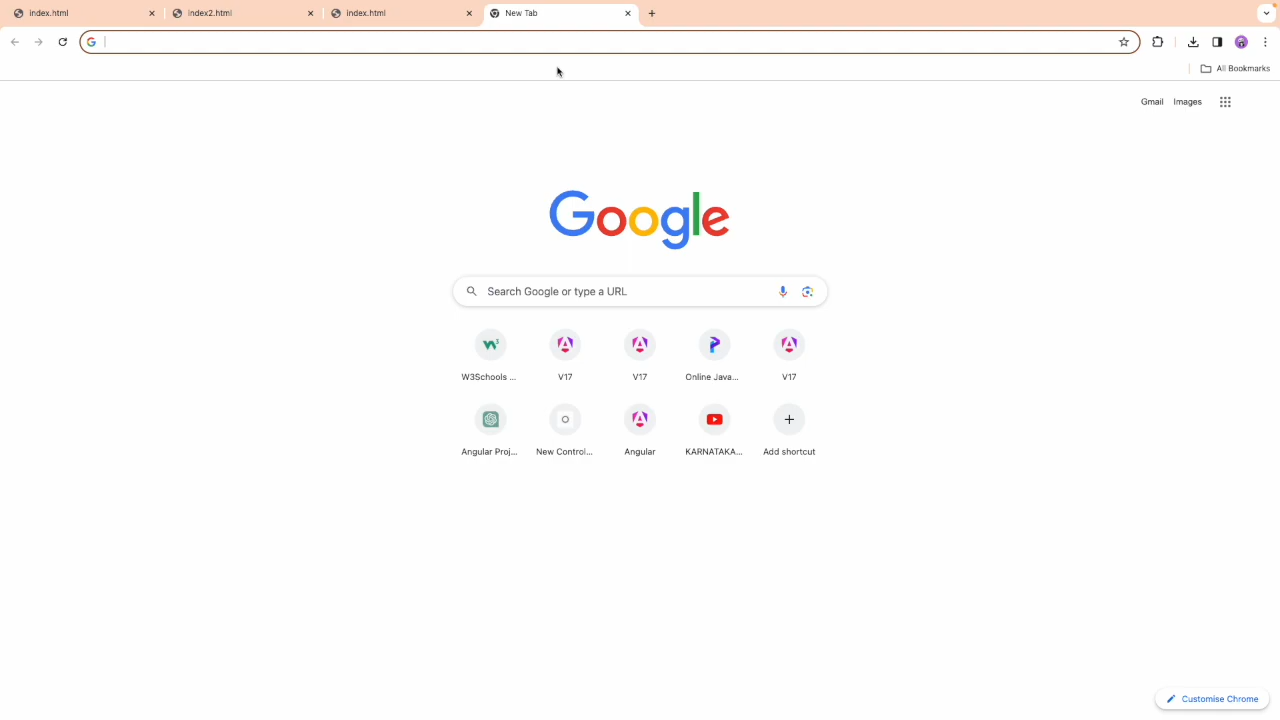 index.html
index2.html
index.html
New Tab
All Bookmarks
Gmail Images
Google
Search Google or type a URL
W3Schools ...
V17
V17
Online Java...
V17
Angular Proj...
New Control...
Angular
KARNATAKA...
Add shortcut
Customise Chrome